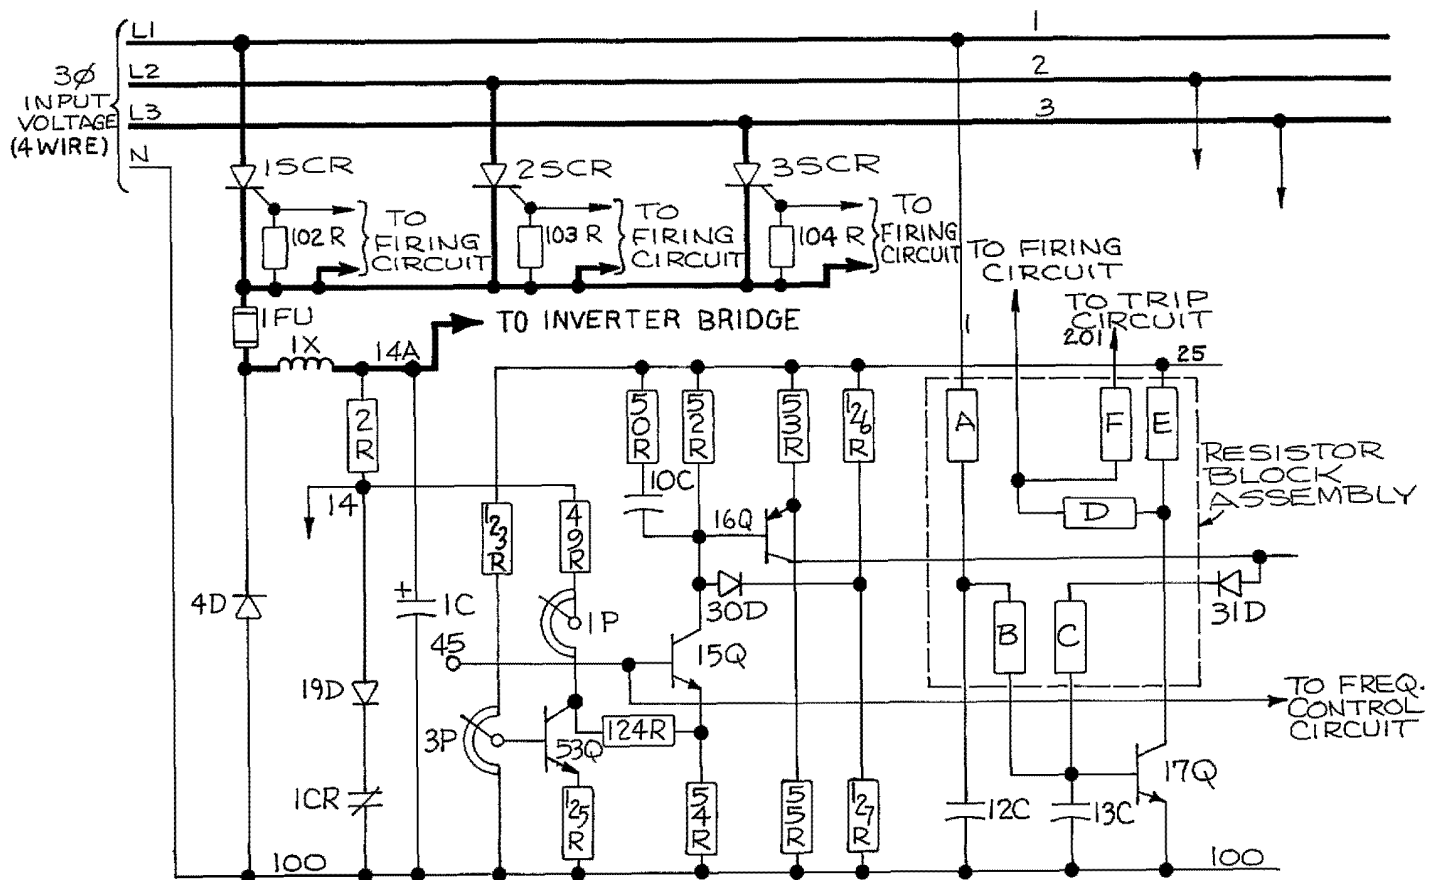 L1
1
L2
2
3Ø
INPUT
VOLTAGE
(4 WIRE)
L3
3
N
1SCR
2SCR
3SCR
102R
TO
FIRING
CIRCUIT
103R
TO
FIRING
CIRCUIT
104R
TO
FIRING
CIRCUIT
TO FIRING
CIRCUIT
TO TRIP
CIRCUIT
201
1FU
1X
14A
TO INVERTER BRIDGE
1
25
2R
50R
52R
53R
126R
A
F
E
RESISTOR
BLOCK
ASSEMBLY
10C
14
123R
49R
16Q
D
4D
1C
+
1P
30D
31D
B
C
45
15Q
19D
TO FREQ.
CONTROL
CIRCUIT
3P
53Q
124R
17Q
1CR
125R
54R
55R
127R
12C
13C
100
100